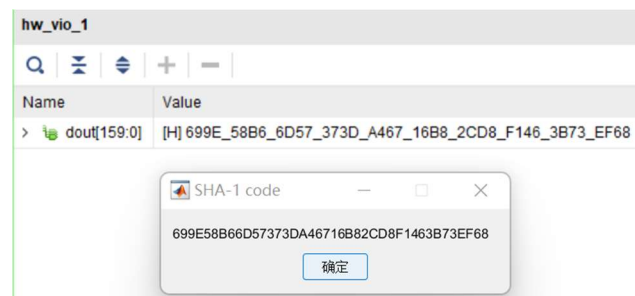 hw_vio_1
Name Value
> dout[159:0] [H] 699E_58B6_6D57_373D_A467_16B8_2CD8_F146_3B73_EF68
SHA-1 code
699E58B66D57373DA46716B82CD8F1463B73EF68
确定